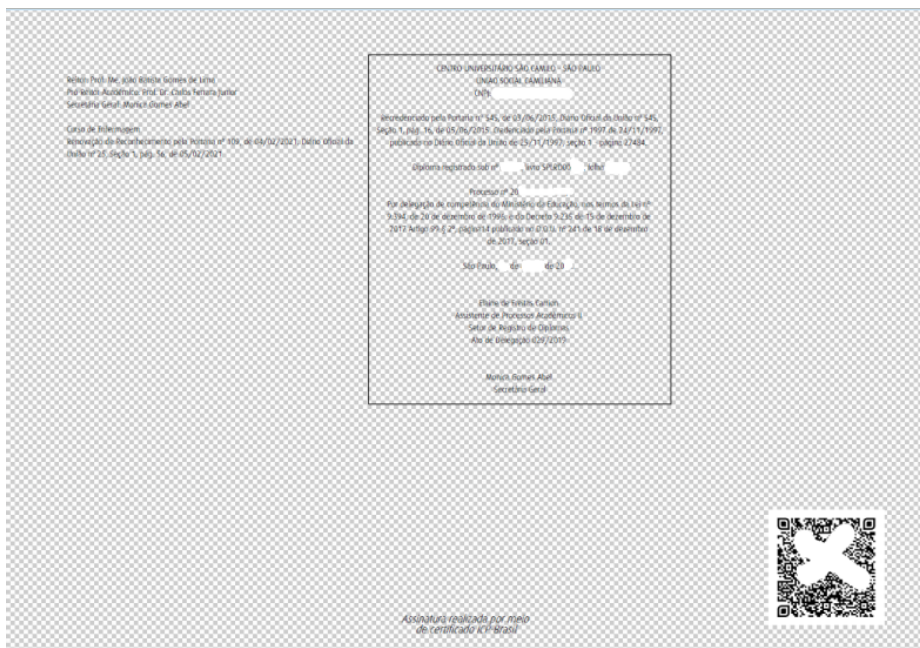 Reitor: Prof. Me. João Batista Gomes de Lima
Pró-Reitor Acadêmico: Prof. Dr. Carlos Ferrara Junior
Secretária Geral: Monica Gomes Abel
Curso de Enfermagem
Renovação de Reconhecimento pela Portaria nº 109, de 04/02/2021, Diário Oficial da
União nº 25, Seção 1, pág. 56, de 05/02/2021
CENTRO UNIVERSITÁRIO SÃO CAMILO - SÃO PAULO
UNIÃO SOCIAL CAMILIANA
CNPJ
Recredenciado pela Portaria nº 545, de 03/06/2015, Diário Oficial da União nº 545,
Seção 1, pág. 16, de 05/06/2015. Credenciado pela Portaria nº 1997 de 24/11/1997,
publicado no Diário Oficial da União de 25/11/1997, seção 1 - página 27484.
Diploma registrado sob nº , livro SPLRD00 , folha
Processo nº 20
Por delegação de competência do Ministério da Educação, nos termos da Lei nº
9.394, de 20 de dezembro de 1996, e do Decreto 9.235 de 15 de dezembro de
2017 Artigo 99 § 2º, página14 publicado no D.O.U. nº 241 de 18 de dezembro
de 2017, seção 01.
São Paulo, de de 20
Elaine de Freitas
Assistente de Processos Acadêmicos II
Setor de Registro de Diplomas
Ato de Delegação 029/2019
Monica Gomes Abel
Secretária Geral
Assinatura realizada por meio
de certificado ICP-Brasil